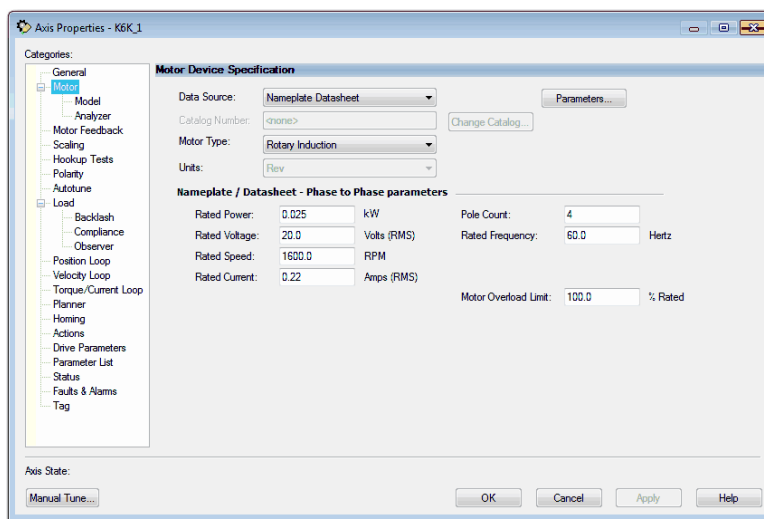 Axis Properties - K6K_1
Categories:
General
Motor
Model
Analyzer
Motor Feedback
Scaling
Hookup Tests
Polarity
Autotune
Load
Backlash
Compliance
Observer
Position Loop
Velocity Loop
Torque/Current Loop
Planner
Homing
Actions
Drive Parameters
Parameter List
Status
Faults & Alarms
Tag
Motor Device Specification
Data Source: Nameplate Datasheet Parameters...
Catalog Number: <none> Change Catalog...
Motor Type: Rotary Induction
Units: Rev
Nameplate / Datasheet - Phase to Phase parameters
Rated Power: 0.025 kW Pole Count: 4
Rated Voltage: 20.0 Volts (RMS) Rated Frequency: 60.0 Hertz
Rated Speed: 1600.0 RPM
Rated Current: 0.22 Amps (RMS)
Motor Overload Limit: 100.0 % Rated
Axis State:
Manual Tune... OK Cancel Apply Help